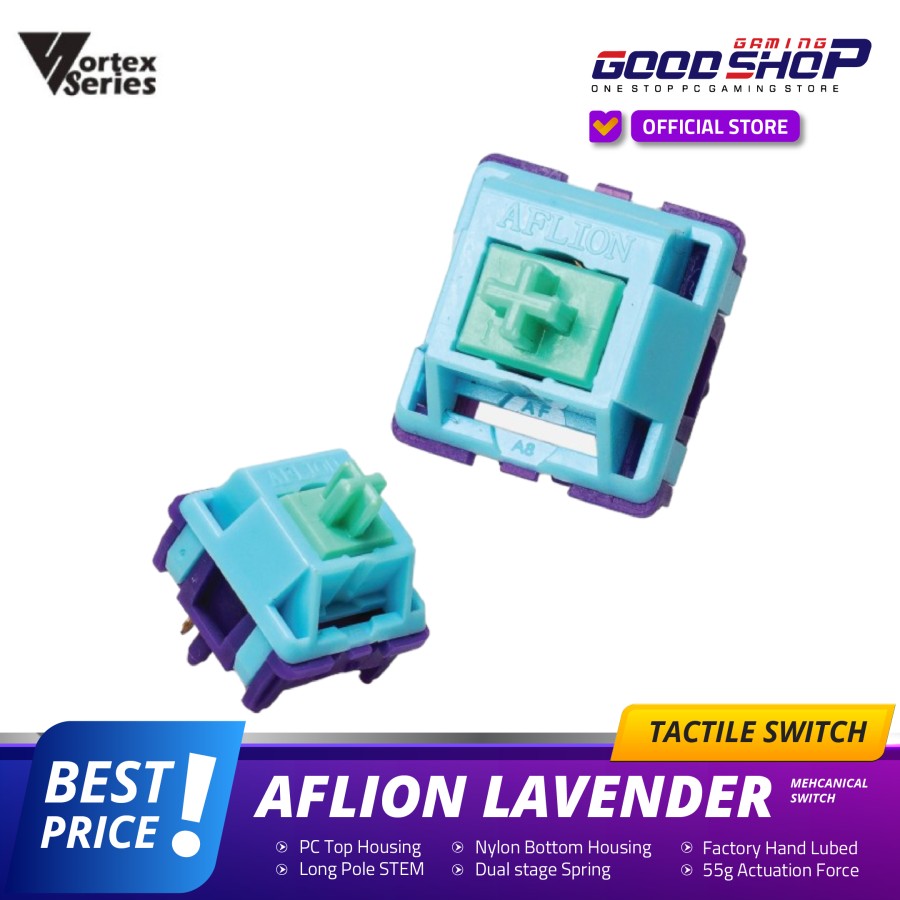 Vortex
Series
GAMING
GOOD SHOP
ONE STOP PC GAMING STORE
OFFICIAL STORE
AFLION
AF
A8
AFLION
TACTILE SWITCH
BEST
PRICE !
AFLION LAVENDER
MEHCANICAL
SWITCH
PC Top Housing
Nylon Bottom Housing
Factory Hand Lubed
Long Pole STEM
Dual stage Spring
55g Actuation Force